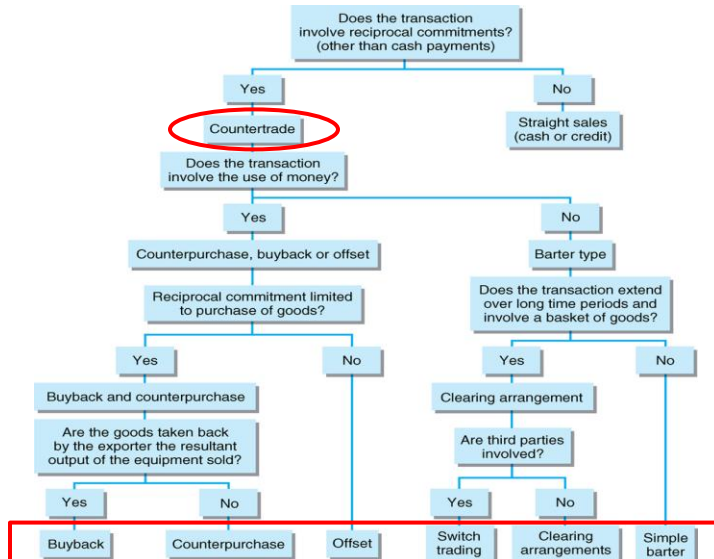 Does the transaction
involve reciprocal commitments?
(other than cash payments)
Yes
No
Countertrade
Straight sales
(cash or credit)
Does the transaction
involve the use of money?
Yes
No
Counterpurchase, buyback or offset
Barter type
Reciprocal commitment limited
to purchase of goods?
Does the transaction extend
over long time periods and
involve a basket of goods?
Yes
No
Yes
No
Buyback and counterpurchase
Clearing arrangement
Are the goods taken back
by the exporter the resultant
output of the equipment sold?
Are third parties
involved?
Yes
No
Yes
No
Buyback
Counterpurchase
Offset
Switch
trading
Clearing
arrangements
Simple
barter